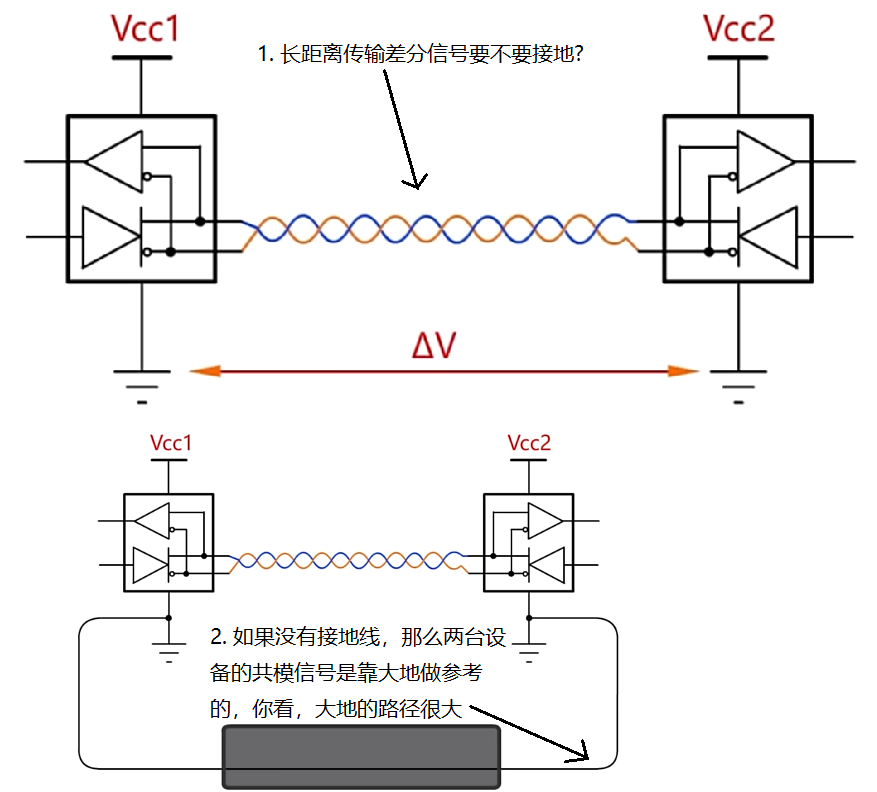 Vcc1
Vcc2
1. 长距离传输差分信号要不要接地?
ΔV
Vcc1
Vcc2
2. 如果没有接地线，那么两台设
备的共模信号是靠大地做参考
的，你看，大地的路径很大